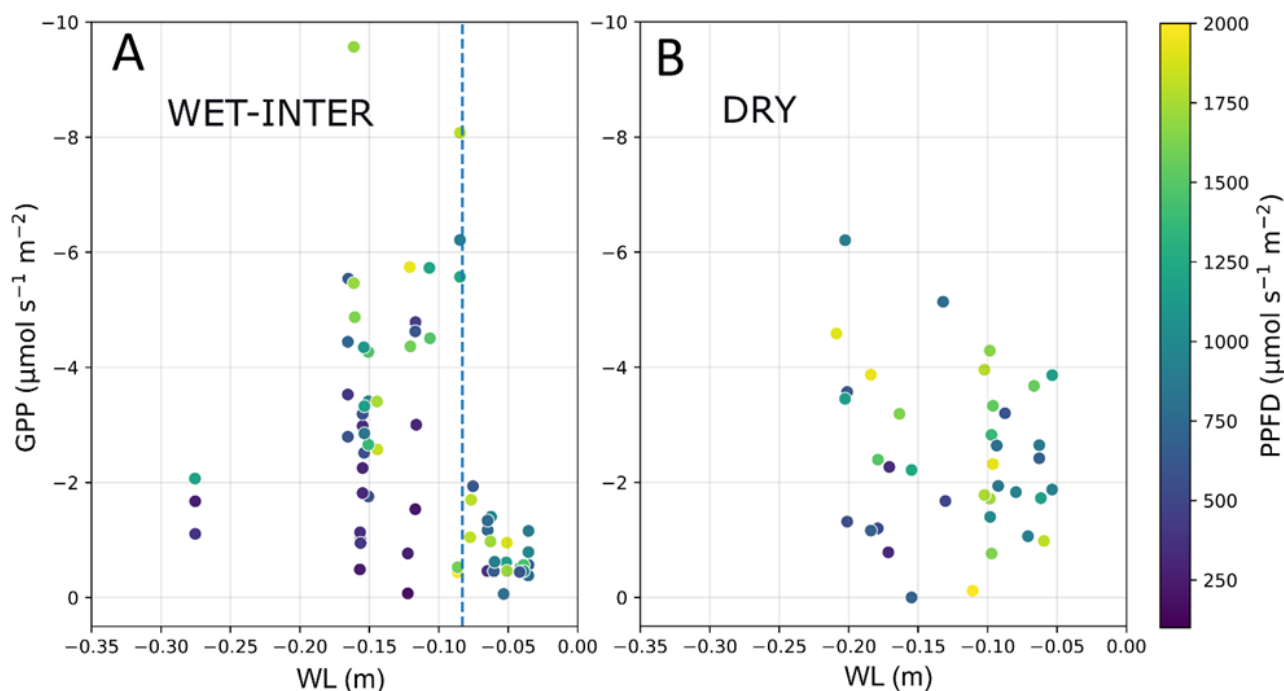 A
WET-INTER
GPP (μmol s⁻¹ m⁻²)
−10
−8
−6
−4
−2
0
−0.35 −0.30 −0.25 −0.20 −0.15 −0.10 −0.05 0.00
WL (m)
B
DRY
−10
−8
−6
−4
−2
0
−0.35 −0.30 −0.25 −0.20 −0.15 −0.10 −0.05 0.00
WL (m)
2000
1750
1500
1250
1000
750
500
250
PPFD (μmol s⁻¹ m⁻²)